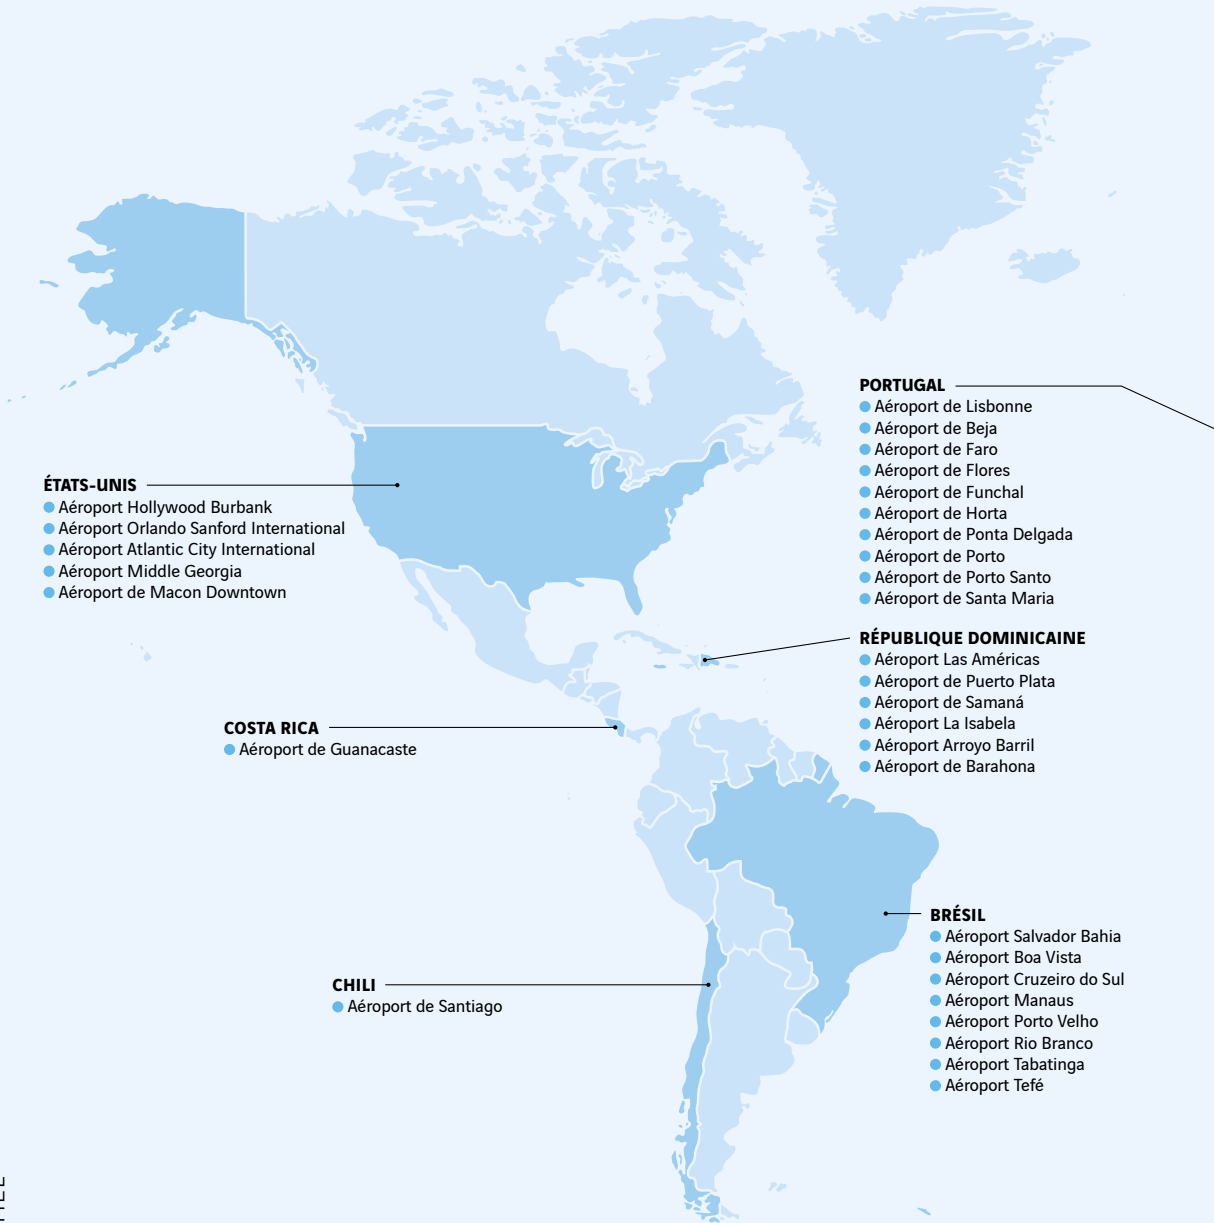 PORTUGAL
Aéroport de Lisbonne
Aéroport de Beja
Aéroport de Faro
Aéroport de Flores
Aéroport de Funchal
Aéroport de Horta
Aéroport de Ponta Delgada
Aéroport de Porto
Aéroport de Porto Santo
Aéroport de Santa Maria
ÉTATS-UNIS
Aéroport Hollywood Burbank
Aéroport Orlando Sanford International
Aéroport Atlantic City International
Aéroport Middle Georgia
Aéroport de Macon Downtown
RÉPUBLIQUE DOMINICAINE
Aéroport Las Américas
Aéroport de Puerto Plata
Aéroport de Samaná
Aéroport La Isabela
Aéroport Arroyo Barril
Aéroport de Barahona
COSTA RICA
Aéroport de Guanacaste
BRÉSIL
Aéroport Salvador Bahia
Aéroport Boa Vista
Aéroport Cruzeiro do Sul
Aéroport Manaus
Aéroport Porto Velho
Aéroport Rio Branco
Aéroport Tabatinga
Aéroport Tefé
CHILI
Aéroport de Santiago